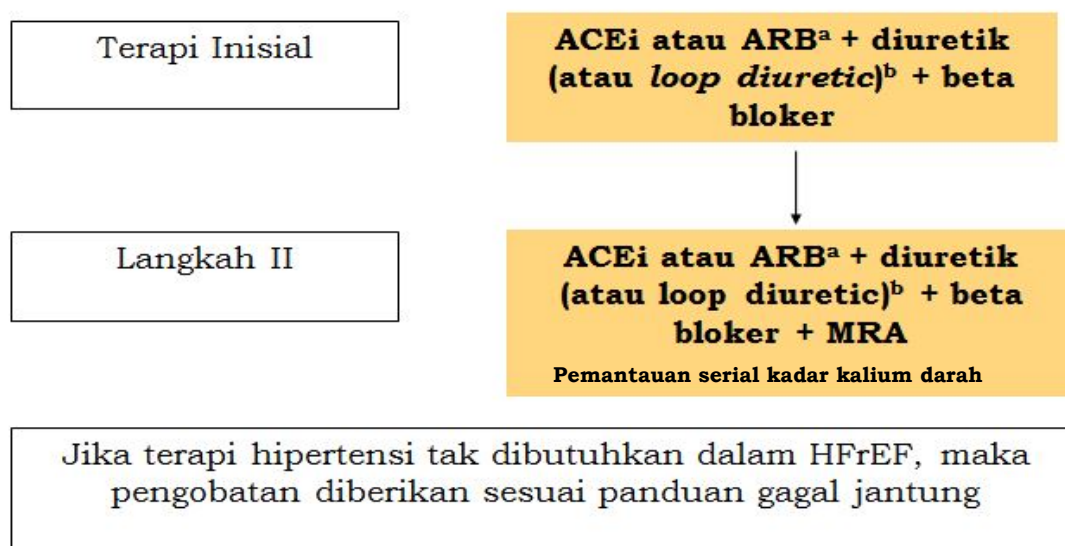 Terapi Inisial
ACEi atau ARBᵃ + diuretik
(atau loop diuretic)ᵇ + beta
bloker
Langkah II
ACEi atau ARBᵃ + diuretik
(atau loop diuretic)ᵇ + beta
bloker + MRA
Pemantauan serial kadar kalium darah
Jika terapi hipertensi tak dibutuhkan dalam HFrEF, maka
pengobatan diberikan sesuai panduan gagal jantung